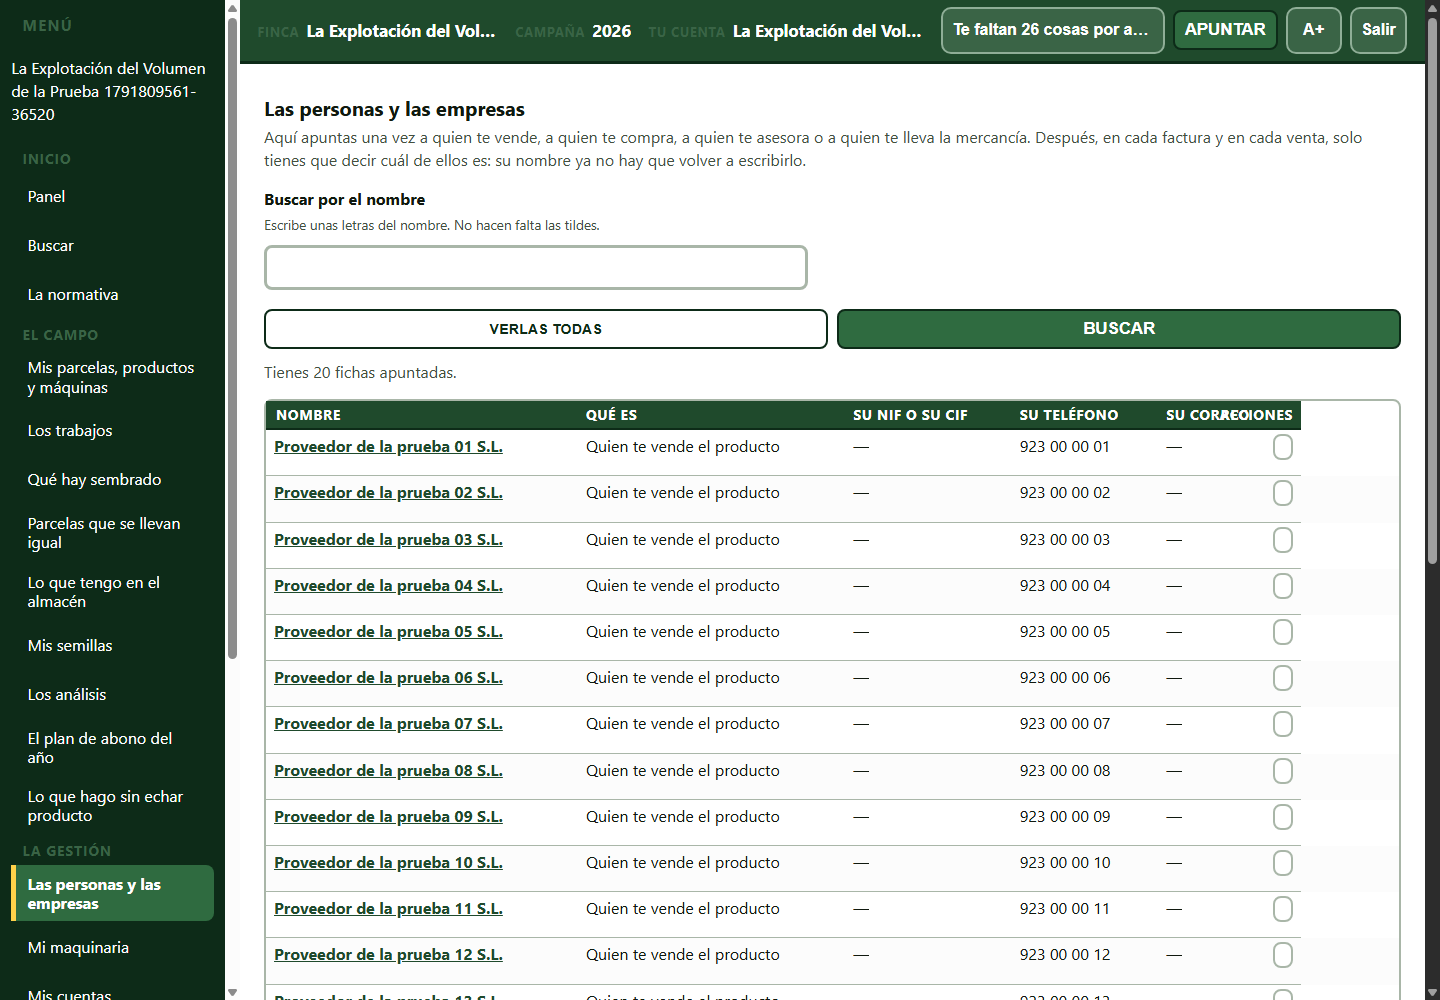 MENÚ
La Explotación del Volumen
de la Prueba 1791809561-
36520
INICIO
Panel
Buscar
La normativa
EL CAMPO
Mis parcelas, productos
y máquinas
Los trabajos
Qué hay sembrado
Parcelas que se llevan
igual
Lo que tengo en el
almacén
Mis semillas
Los análisis
El plan de abono del
año
Lo que hago sin echar
producto
LA GESTIÓN
Las personas y las
empresas
Mi maquinaria
Mis cuentas
FINCA La Explotación del Vol... CAMPAÑA 2026 TU CUENTA La Explotación del Vol... Te faltan 26 cosas por a... APUNTAR A+ Salir
Las personas y las empresas
Aquí apuntas una vez a quien te vende, a quien te compra, a quien te asesora o a quien te lleva la mercancía. Después, en cada factura y en cada venta, solo
tienes que decir cuál de ellos es: su nombre ya no hay que volver a escribirlo.
Buscar por el nombre
Escribe unas letras del nombre. No hacen falta las tildes.
VERLAS TODAS BUSCAR
Tienes 20 fichas apuntadas.
NOMBRE QUÉ ES SU NIF O SU CIF SU TELÉFONO SU CORREO ACCIONES
Proveedor de la prueba 01 S.L. Quien te vende el producto — 923 00 00 01 —
Proveedor de la prueba 02 S.L. Quien te vende el producto — 923 00 00 02 —
Proveedor de la prueba 03 S.L. Quien te vende el producto — 923 00 00 03 —
Proveedor de la prueba 04 S.L. Quien te vende el producto — 923 00 00 04 —
Proveedor de la prueba 05 S.L. Quien te vende el producto — 923 00 00 05 —
Proveedor de la prueba 06 S.L. Quien te vende el producto — 923 00 00 06 —
Proveedor de la prueba 07 S.L. Quien te vende el producto — 923 00 00 07 —
Proveedor de la prueba 08 S.L. Quien te vende el producto — 923 00 00 08 —
Proveedor de la prueba 09 S.L. Quien te vende el producto — 923 00 00 09 —
Proveedor de la prueba 10 S.L. Quien te vende el producto — 923 00 00 10 —
Proveedor de la prueba 11 S.L. Quien te vende el producto — 923 00 00 11 —
Proveedor de la prueba 12 S.L. Quien te vende el producto — 923 00 00 12 —